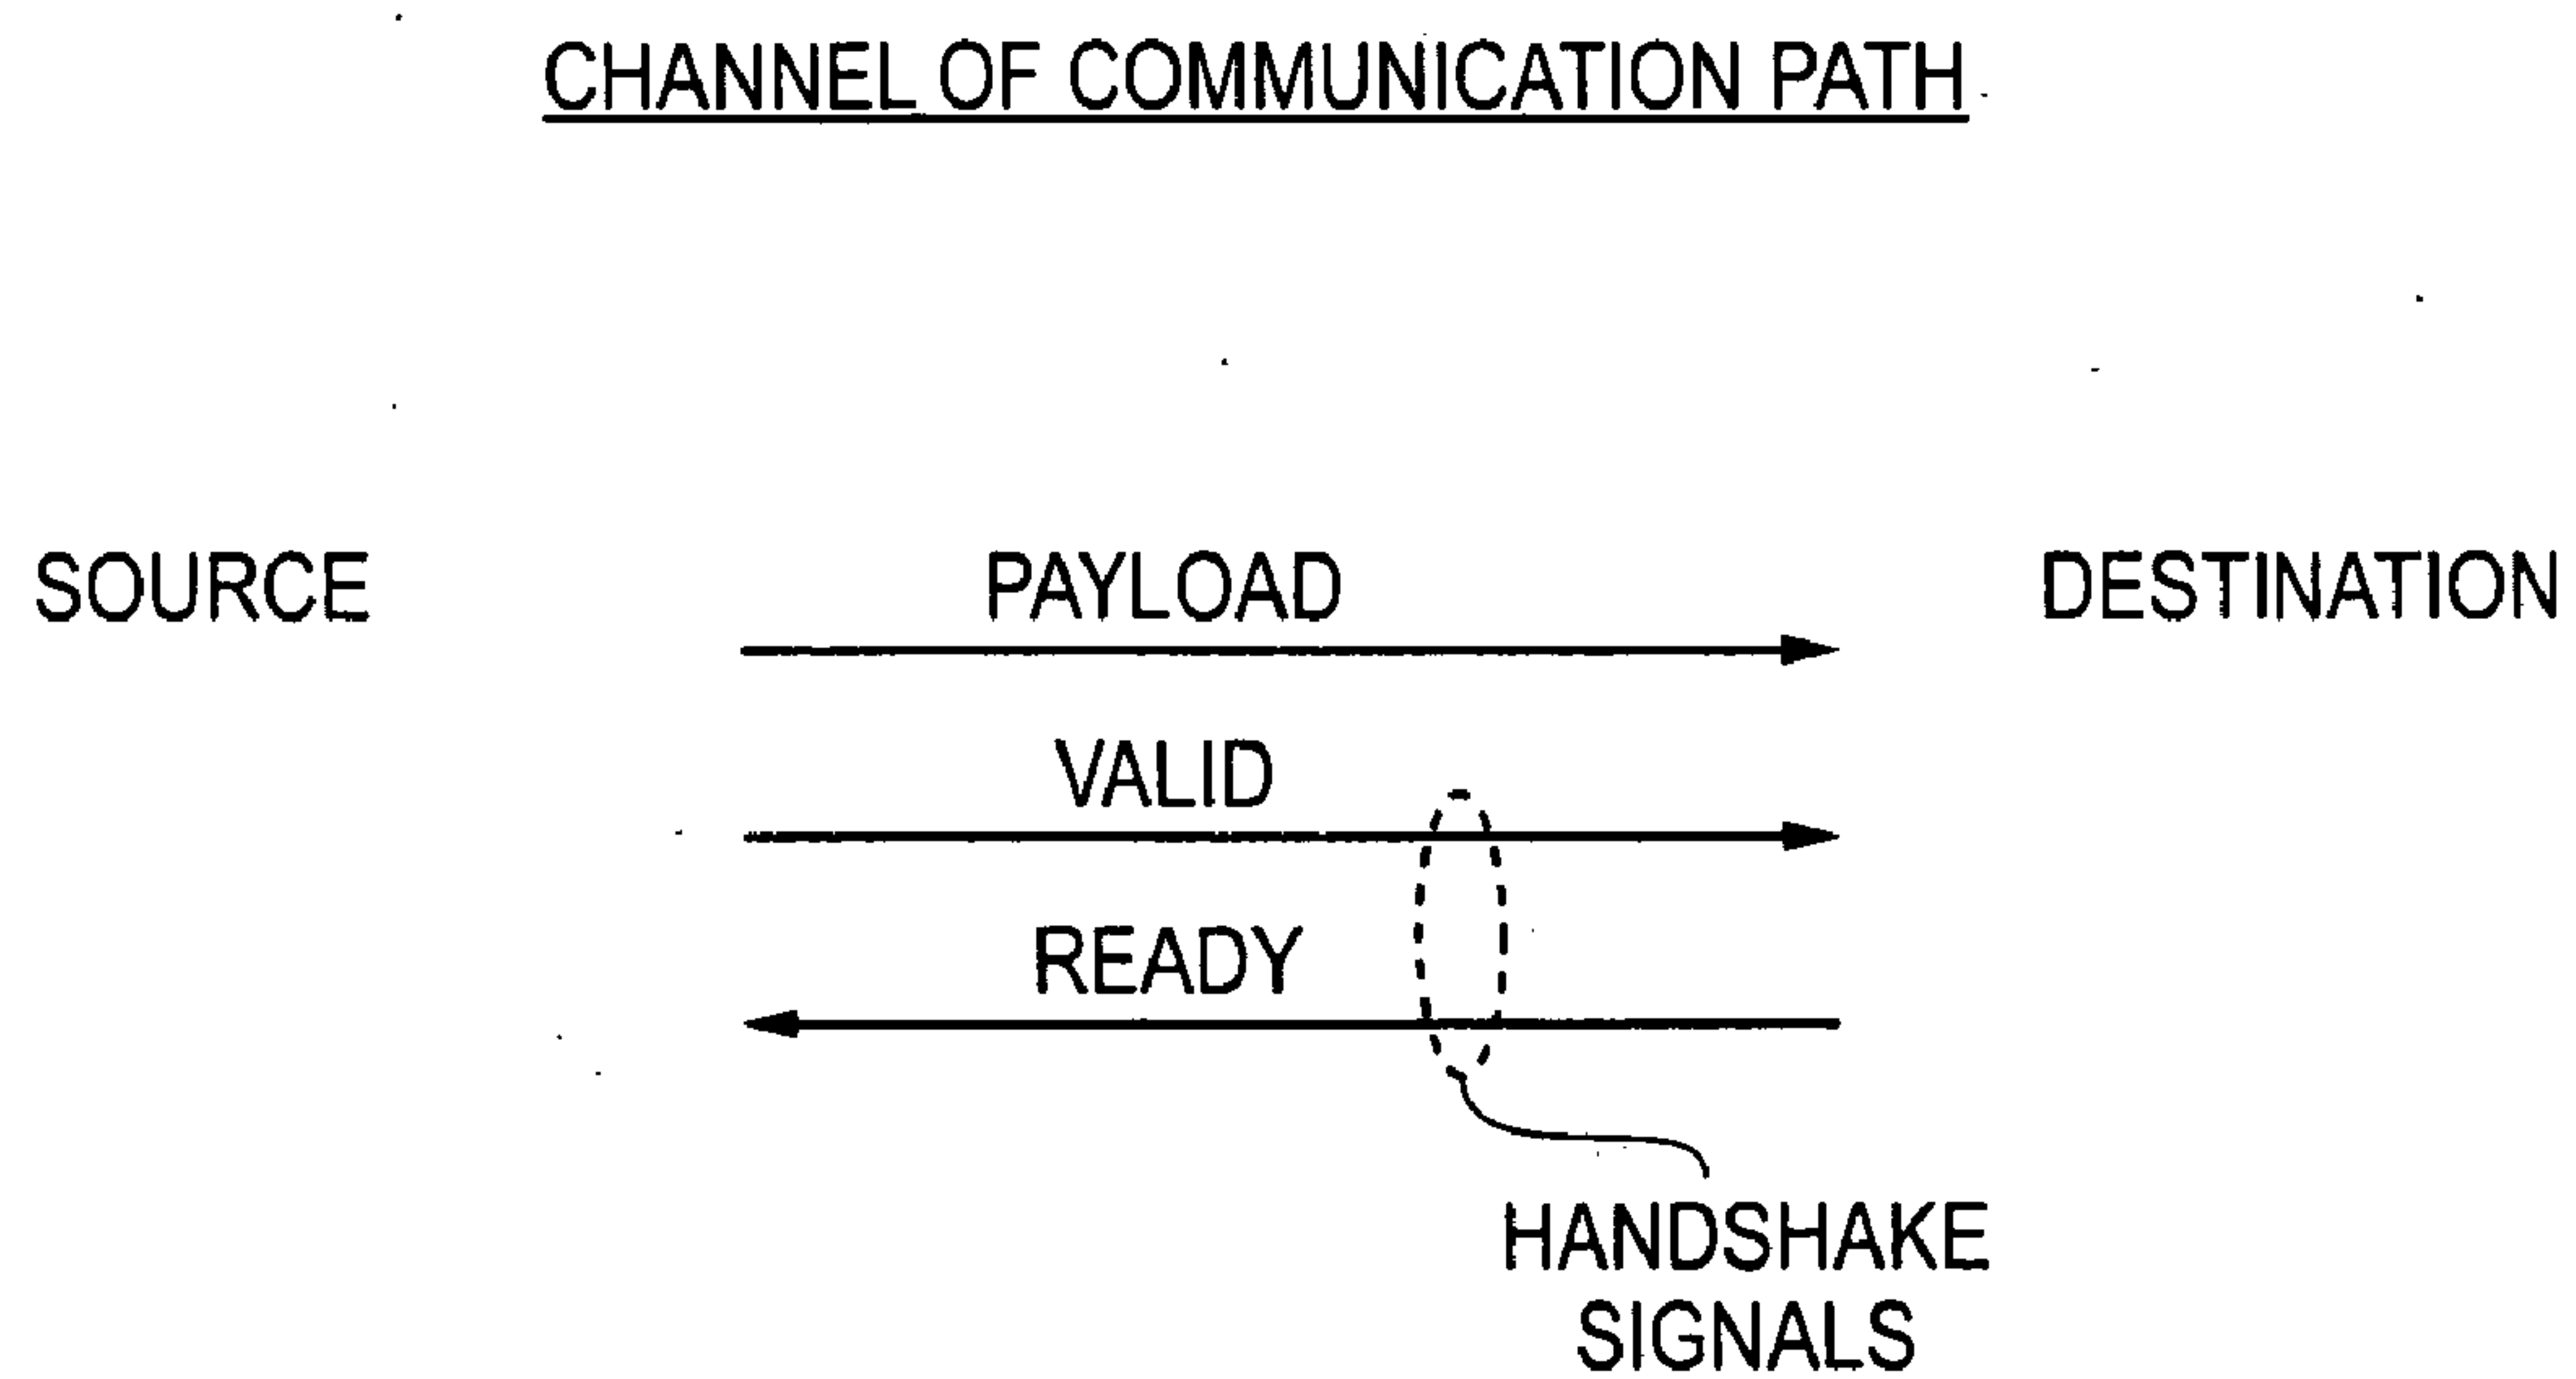 CHANNEL OF COMMUNICATION PATH
SOURCE
PAYLOAD
DESTINATION
VALID
READY
HANDSHAKE
SIGNALS